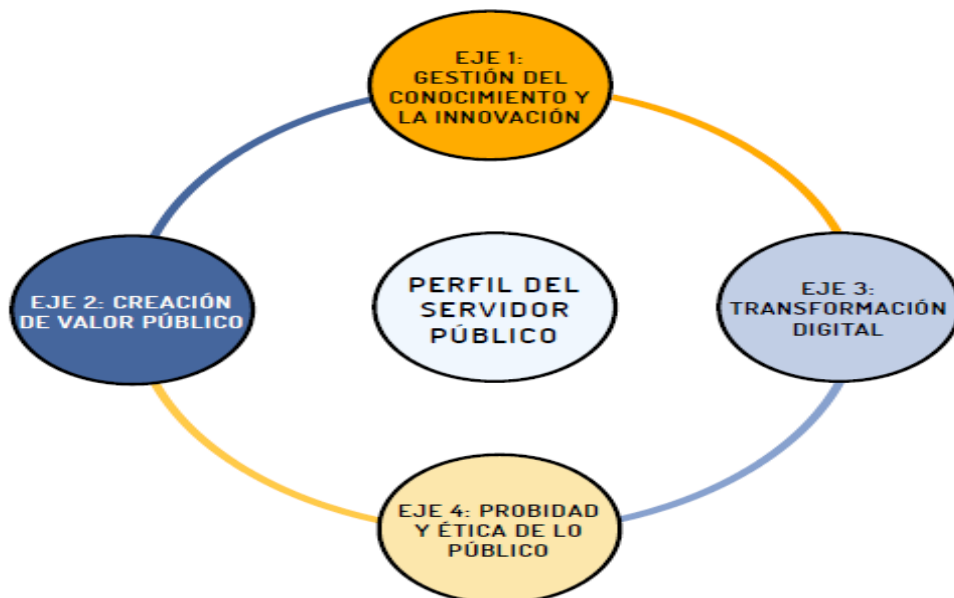 EJE 1:
GESTIÓN DEL
CONOCIMIENTO Y
LA INNOVACIÓN
EJE 2: CREACIÓN
DE VALOR PÚBLICO
PERFIL DEL
SERVIDOR
PÚBLICO
EJE 3:
TRANSFORMACIÓN
DIGITAL
EJE 4: PROBIDAD
Y ÉTICA DE LO
PÚBLICO